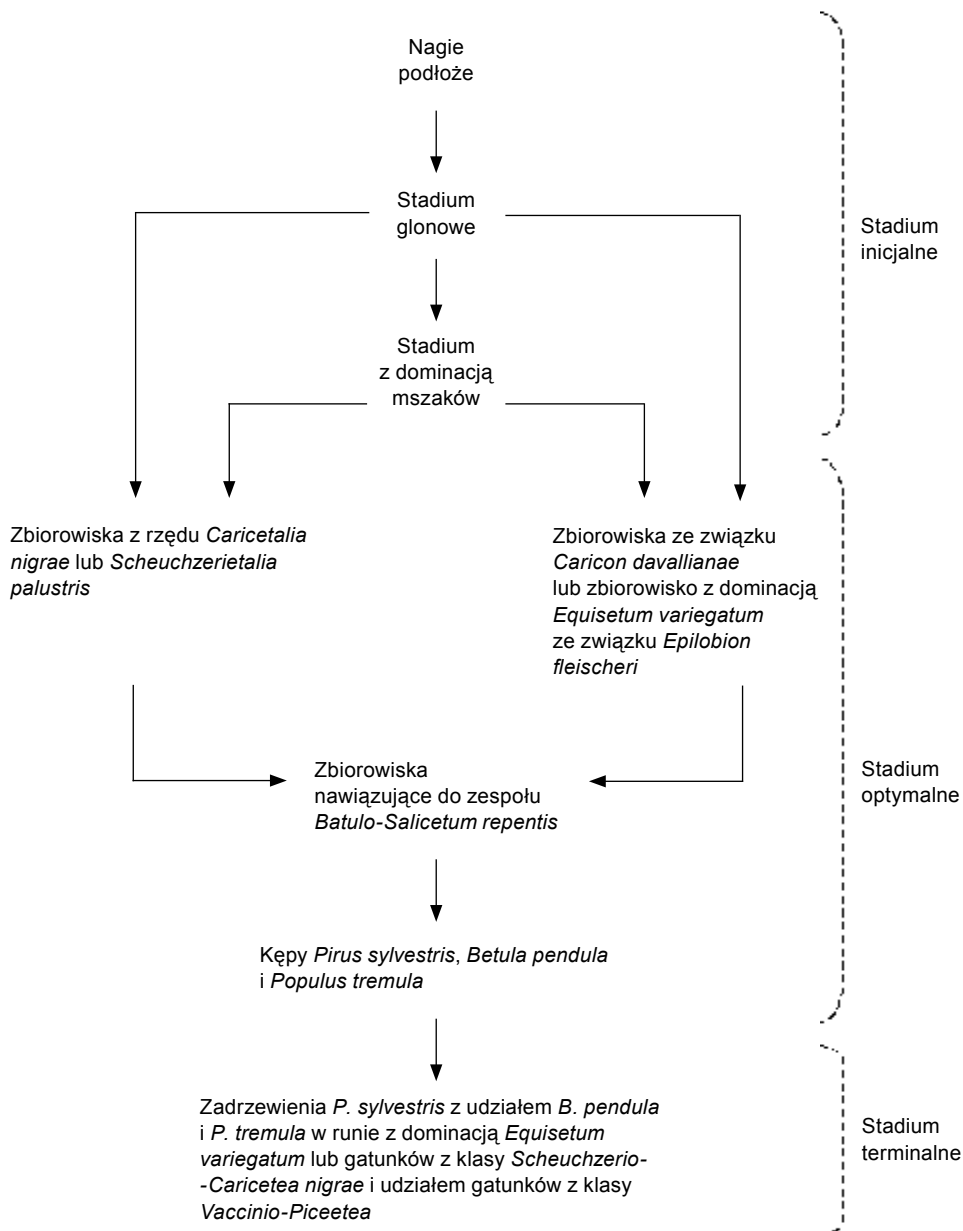 Nagie
podłoże
Stadium
glonowe
Stadium
inicjalne
Stadium
z dominacją
mszaków
Zbiorowiska z rzędu Caricetalia
nigrae lub Scheuchzerietalia
palustris
Zbiorowiska ze związku
Caricon davallianae
lub zbiorowisko z dominacją
Equisetum variegatum
ze związku Epilobion
fleischeri
Zbiorowiska
nawiązujące do zespołu
Batulo-Salicetum repentis
Stadium
optymalne
Kępy Pirus sylvestris, Betula pendula
i Populus tremula
Zadrzewienia P. sylvestris z udziałem B. pendula
i P. tremula w runie z dominacją Equisetum
variegatum lub gatunków z klasy Scheuchzerio-
-Caricetea nigrae i udziałem gatunków z klasy
Vaccinio-Piceetea
Stadium
terminalne